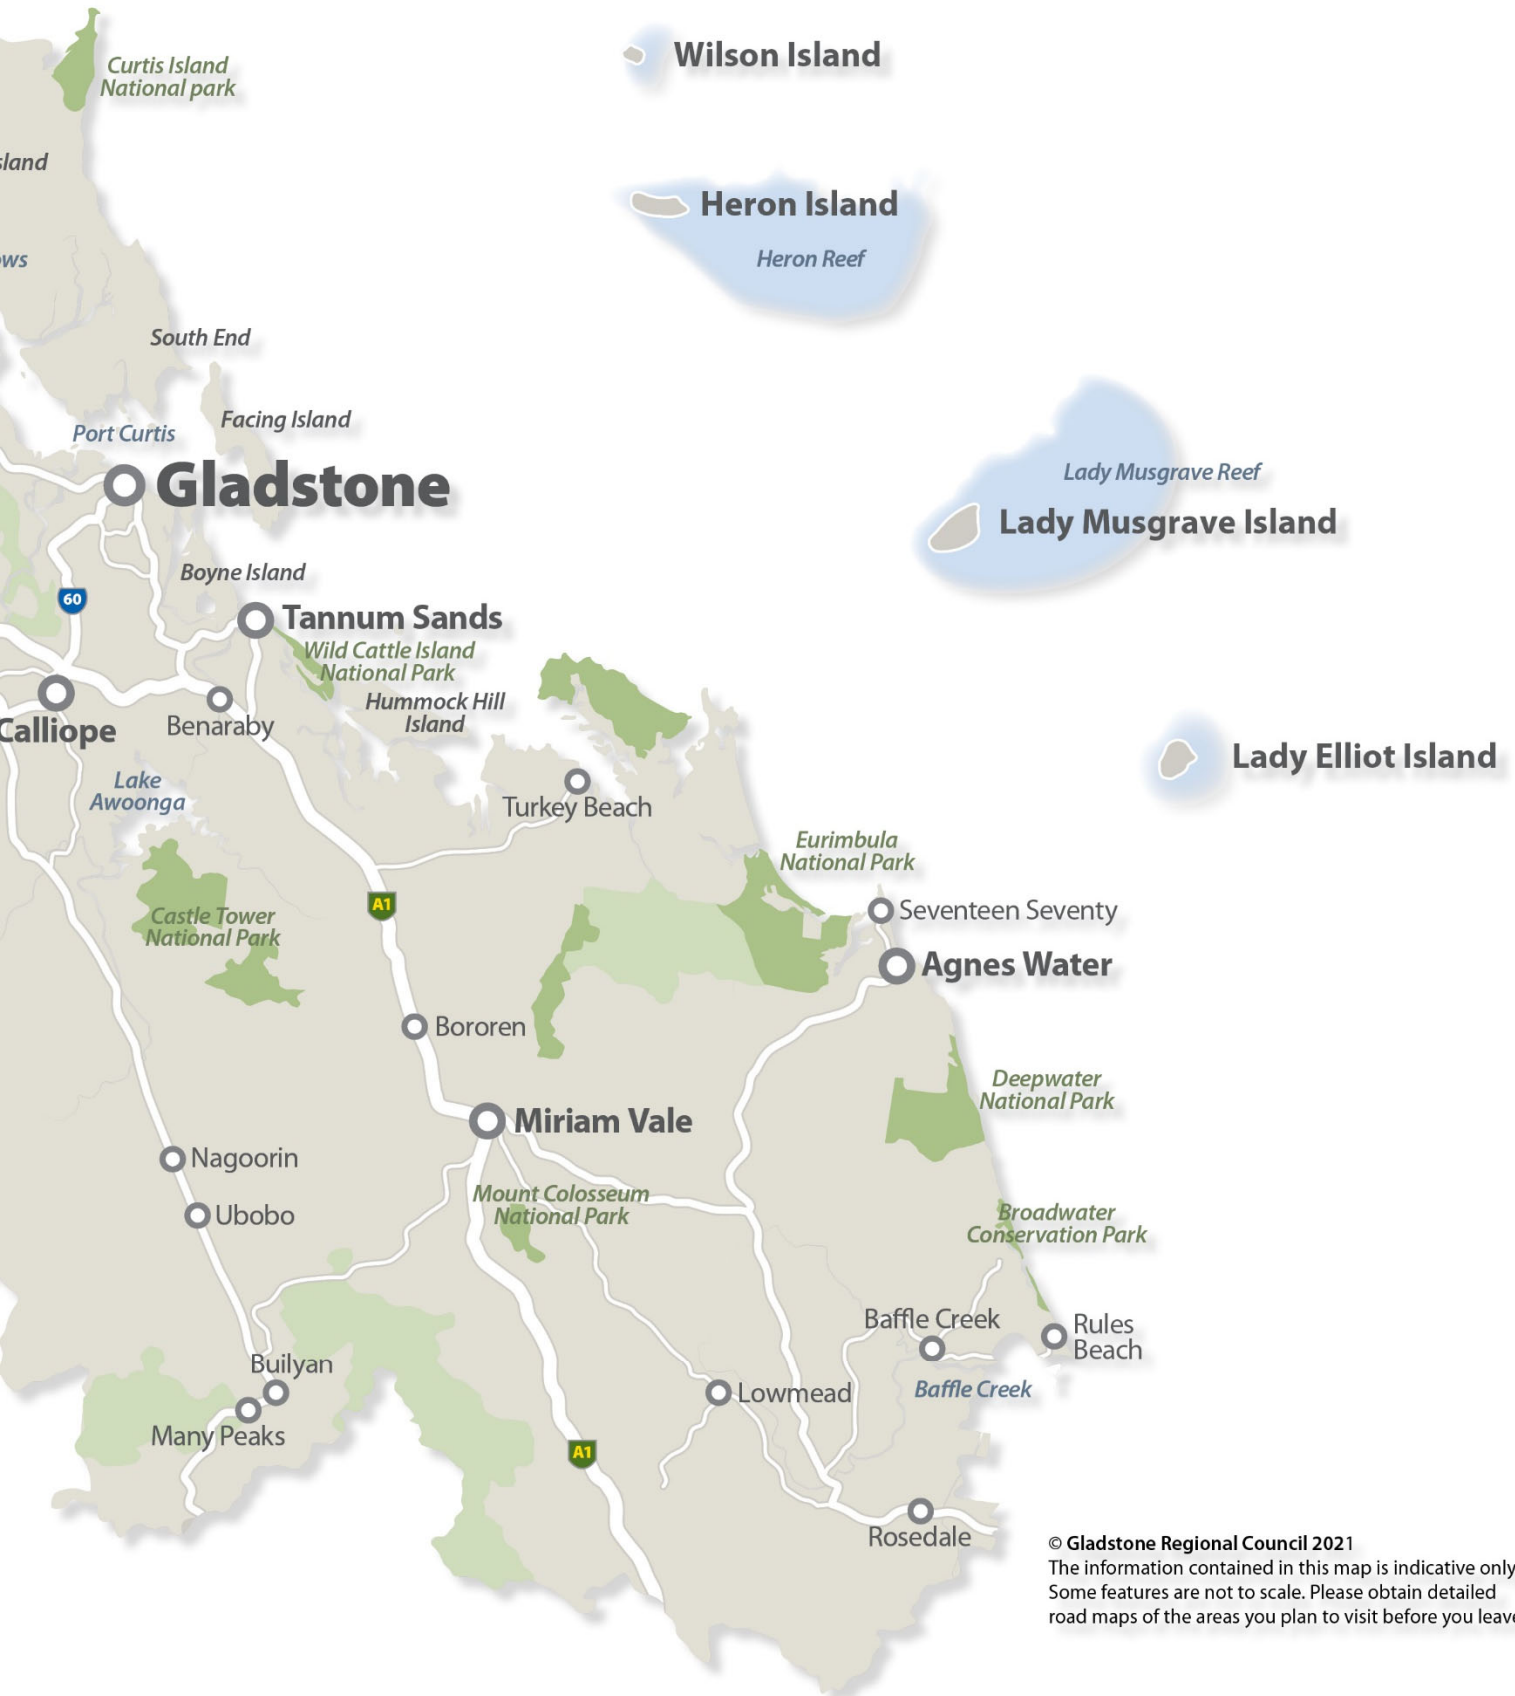 Wilson Island
Curtis Island
National park
sland
Heron Island
Heron Reef
ws
South End
Facing Island
Port Curtis
Gladstone
Lady Musgrave Reef
Lady Musgrave Island
Boyne Island
60
Tannum Sands
Wild Cattle Island
National Park
Hummock Hill
Island
Calliope
Benaraby
Lady Elliot Island
Lake
Awoonga
Turkey Beach
Eurimbula
National Park
A1
Castle Tower
National Park
Seventeen Seventy
Agnes Water
Bororen
Deepwater
National Park
Miriam Vale
Nagoorin
Mount Colosseum
National Park
Ubobo
Broadwater
Conservation Park
Baffle Creek
Rules
Beach
Builyan
Baffle Creek
Lowmead
Many Peaks
A1
Rosedale
© Gladstone Regional Council 2021
The information contained in this map is indicative only
Some features are not to scale. Please obtain detailed
road maps of the areas you plan to visit before you leave